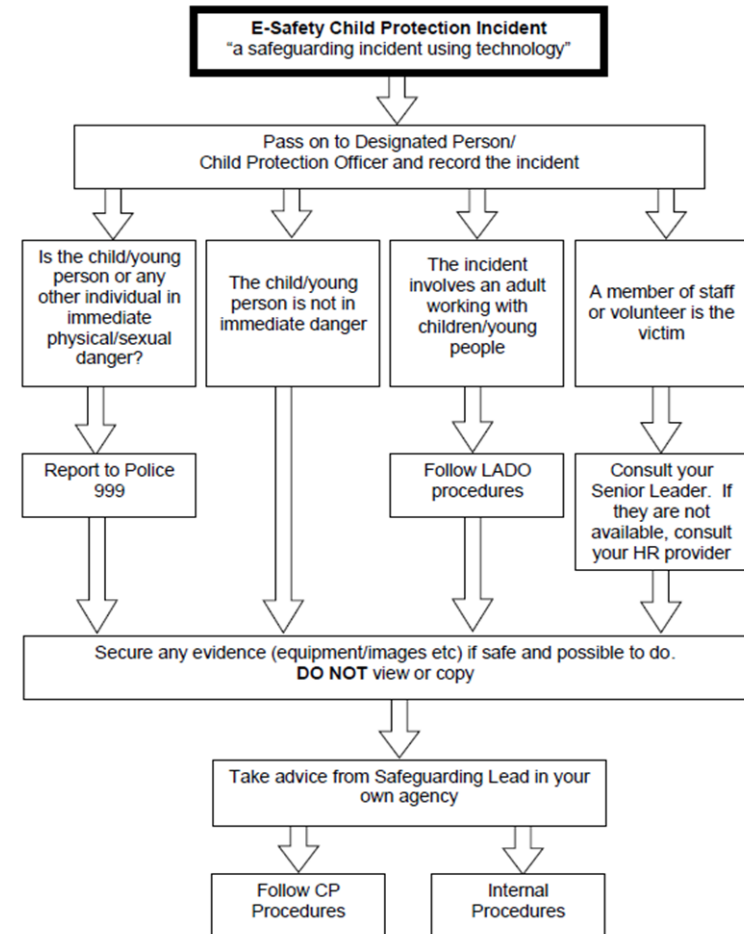 E-Safety Child Protection Incident
“a safeguarding incident using technology”
Pass on to Designated Person/
Child Protection Officer and record the incident
Is the child/young
person or any
other individual in
immediate
physical/sexual
danger?
The child/young
person is not in
immediate danger
The incident
involves an adult
working with
children/young
people
A member of staff
or volunteer is the
victim
Report to Police
999
Follow LADO
procedures
Consult your
Senior Leader. If
they are not
available, consult
your HR provider
Secure any evidence (equipment/images etc) if safe and possible to do.
DO NOT view or copy
Take advice from Safeguarding Lead in your
own agency
Follow CP
Procedures
Internal
Procedures